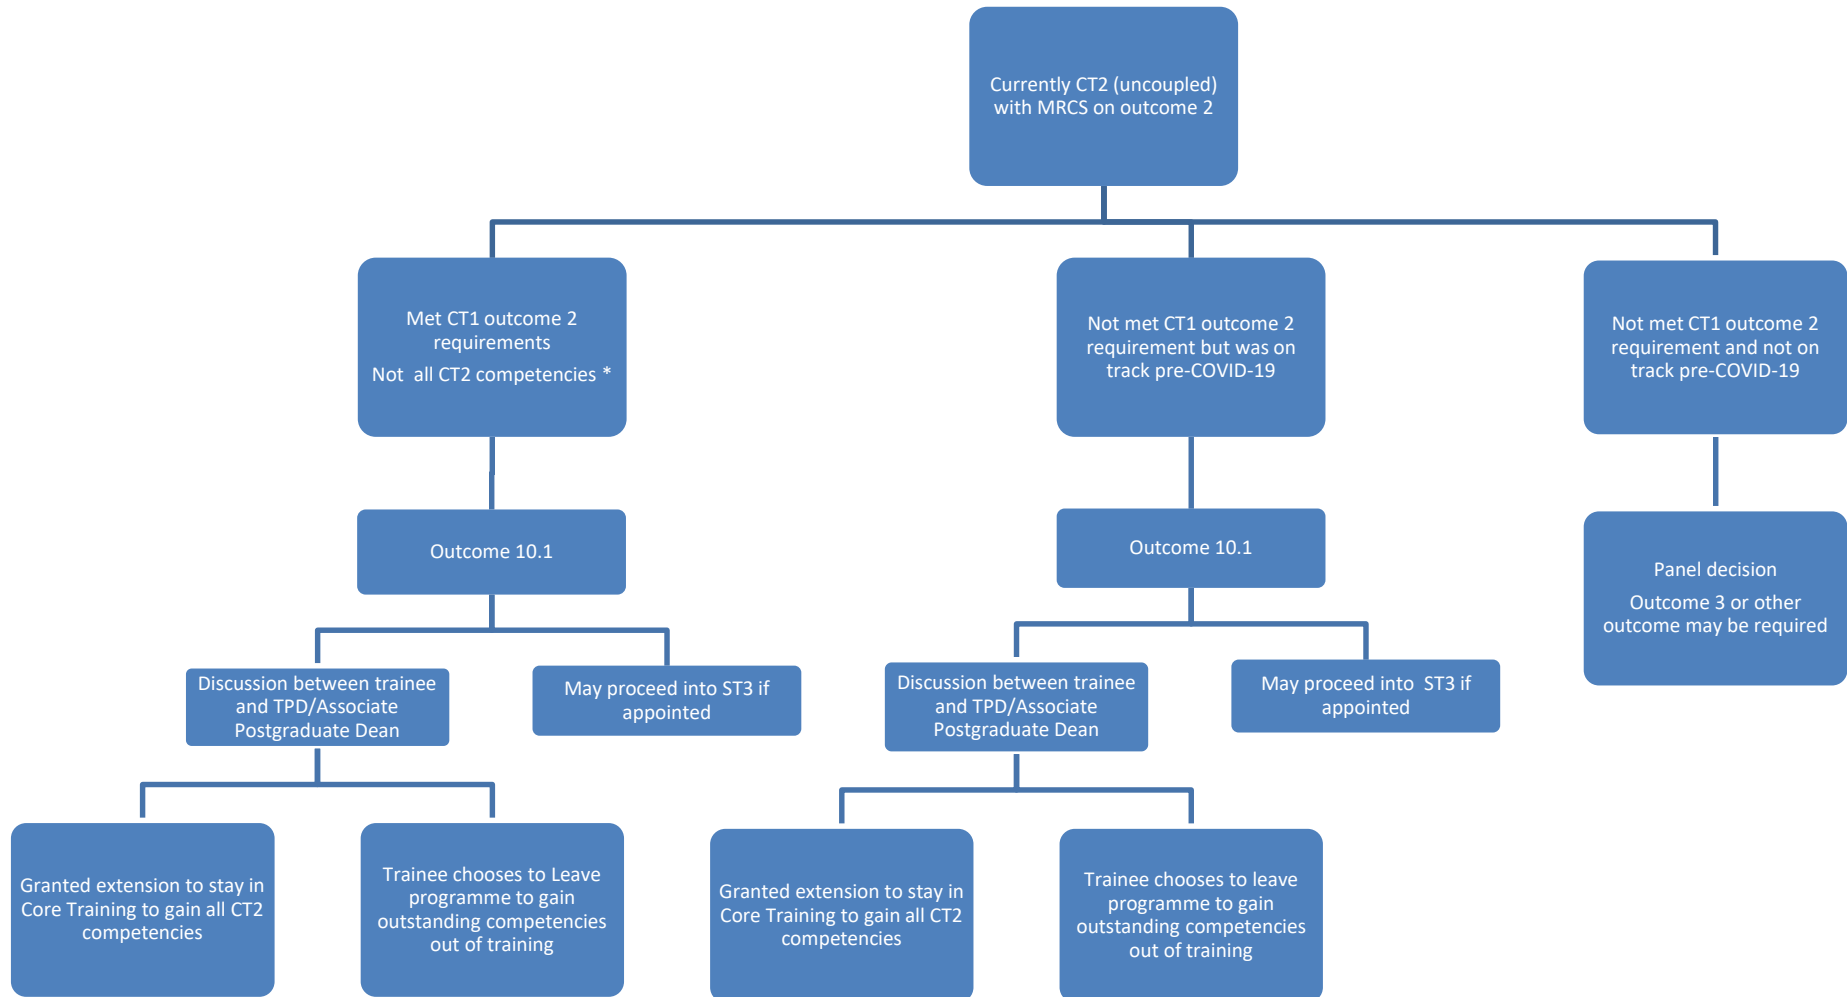 Currently CT2 (uncoupled)
with MRCS on outcome 2
Met CT1 outcome 2
requirements
Not all CT2 competencies *
Not met CT1 outcome 2
requirement but was on
track pre-COVID-19
Not met CT1 outcome 2
requirement and not on
track pre-COVID-19
Outcome 10.1
Outcome 10.1
Panel decision
Outcome 3 or other
outcome may be required
Discussion between trainee
and TPD/Associate
Postgraduate Dean
May proceed into ST3 if
appointed
Discussion between trainee
and TPD/Associate
Postgraduate Dean
May proceed into ST3 if
appointed
Granted extension to stay in
Core Training to gain all CT2
competencies
Trainee chooses to Leave
programme to gain
outstanding competencies
out of training
Granted extension to stay in
Core Training to gain all CT2
competencies
Trainee chooses to leave
programme to gain
outstanding competencies
out of training